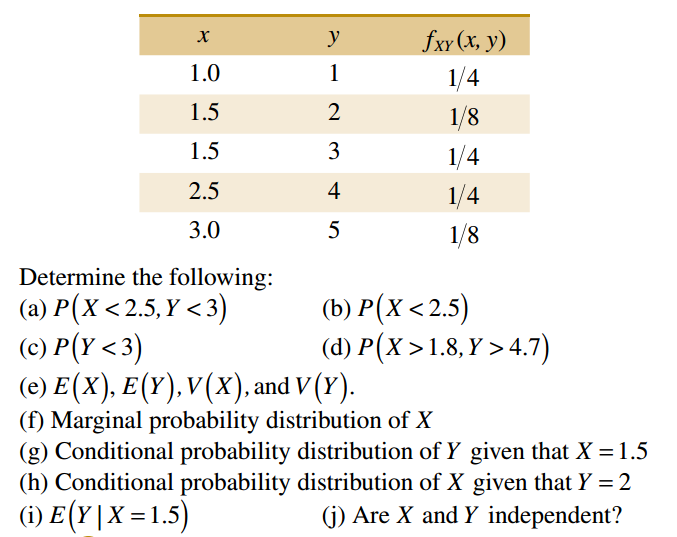 x y fXY(x, y)
1.0 1 1/4
1.5 2 1/8
1.5 3 1/4
2.5 4 1/4
3.0 5 1/8
Determine the following:
(a) P(X < 2.5, Y < 3) (b) P(X < 2.5)
(c) P(Y < 3) (d) P(X > 1.8, Y > 4.7)
(e) E(X), E(Y), V(X), and V(Y).
(f) Marginal probability distribution of X
(g) Conditional probability distribution of Y given that X = 1.5
(h) Conditional probability distribution of X given that Y = 2
(i) E(Y | X = 1.5) (j) Are X and Y independent?